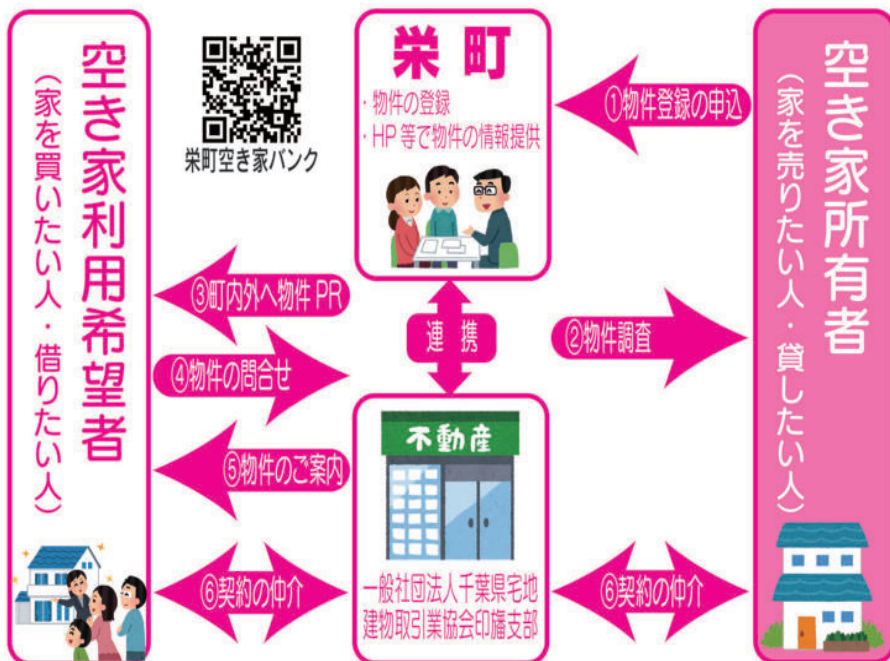 空き家利用希望者
（家を買いたい人・借りたい人）
栄町空き家バンク
栄町
・物件の登録
・HP等で物件の情報提供
①物件登録の申込
空き家所有者
（家を売りたい人・貸したい人）
③町内外へ物件PR
連携
②物件調査
④物件の問合せ
不動産
⑤物件のご案内
⑥契約の仲介
一般社団法人千葉県宅地
建物取引業協会印旛支部
⑥契約の仲介